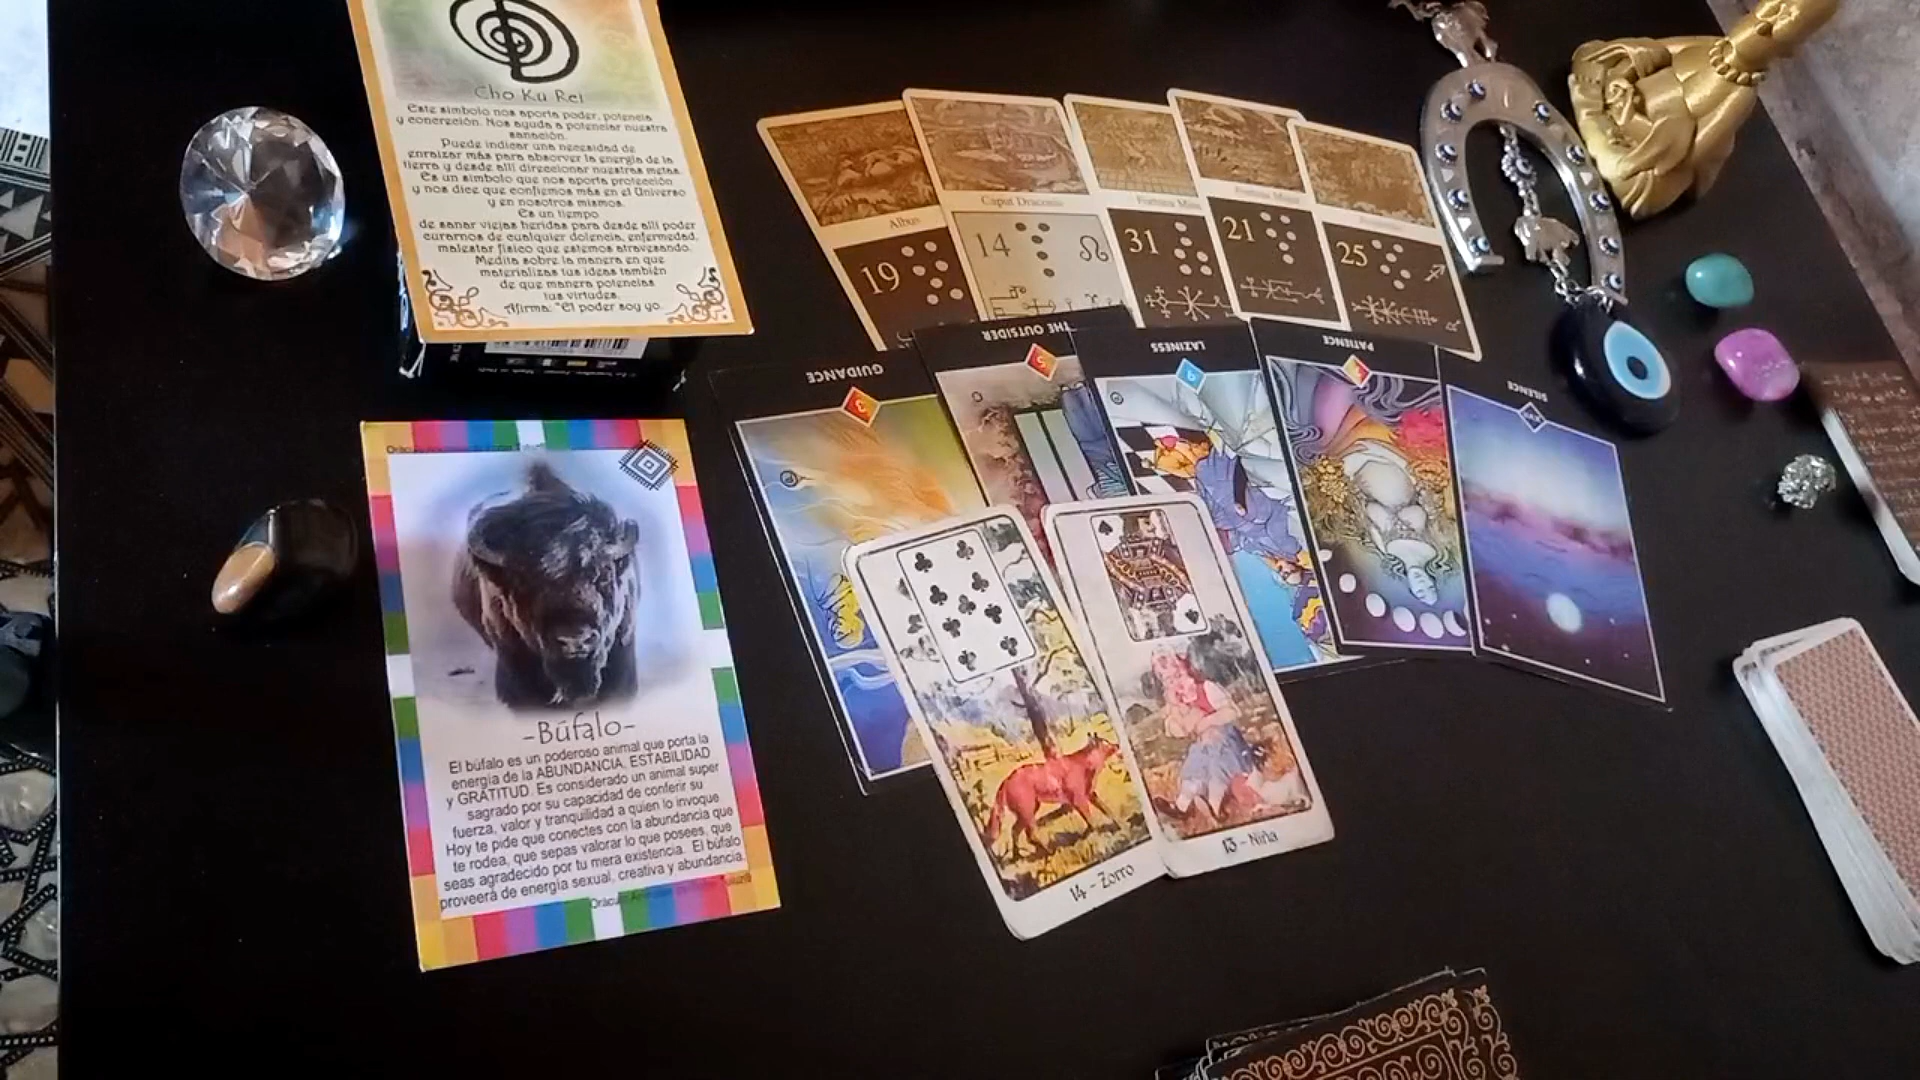 Cho Ku Rei
Este símbolo nos aporta poder, potencia
y concreción. Nos ayuda a potenciar nuestra
sanación.
Puede indicar una necesidad de
enraizar más para absorver la energía de la
tierra y desde allí direccionar nuestras metas.
Es un símbolo que nos aporta protección
y nos dice que confiemos más en el Universo
y en nosotros mismos.
Es un tiempo
de sanar viejas heridas para desde allí poder
curarnos de cualquier dolencia, enfermedad,
malestar físico que estemos atravesando.
Medita sobre la manera en que
materializas tus ideas también
de que manera potencias
tus virtudes.
Afirma: "El poder soy yo.
Albus
19
Caput Draconis
14
Fortuna Mino
31
Fortuna Major
21
25
GUIDANCE
3
THE OUTSIDER
5
LAZINESS
9
PATIENCE
SILENCE
XVII
-Búfalo-
El búfalo es un poderoso animal que porta la
energía de la ABUNDANCIA, ESTABILIDAD
y GRATITUD. Es considerado un animal super
sagrado por su capacidad de conferir su
fuerza, valor y tranquilidad a quien lo invoque
Hoy te pide que conectes con la abundancia que
te rodea, que sepas valorar lo que posees, que
seas agradecido por tu mera existencia. El búfalo
proveerá de energía sexual, creativa y abundancia.
14 - Zorro
13 - Niña